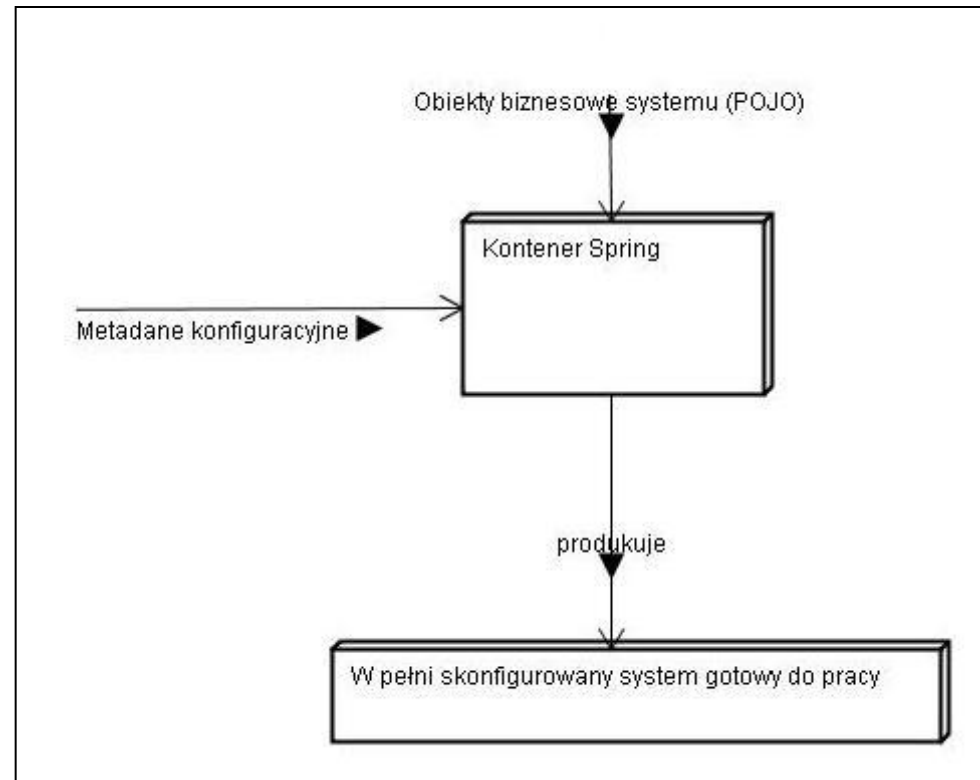 Obiekty biznesowe systemu (POJO)
Kontener Spring
Metadane konfiguracyjne
produkuje
W pełni skonfigurowany system gotowy do pracy